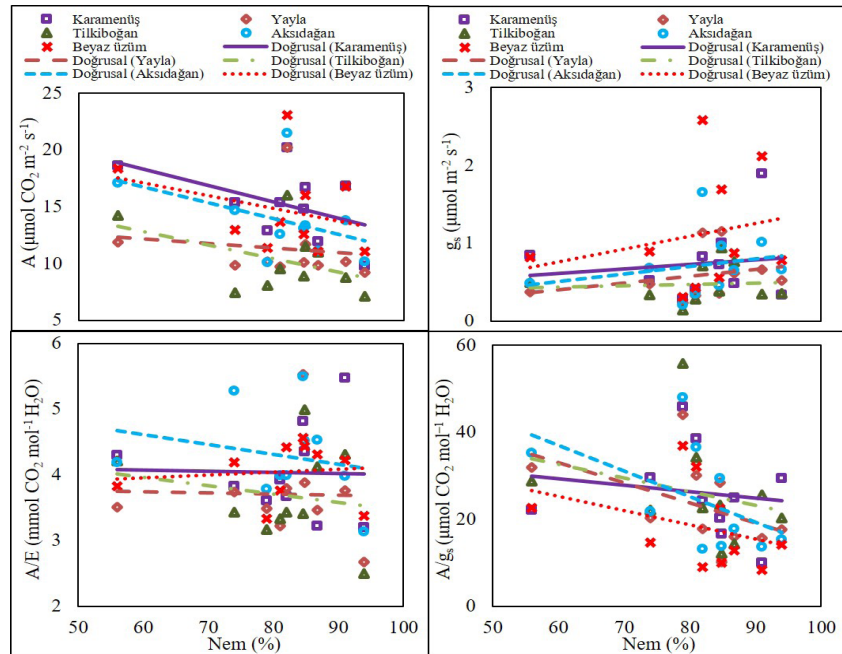 Karamenüş Yayla
Tilkiboğan Aksıdağan
Beyaz üzüm Doğrusal (Karamenüş)
Doğrusal (Yayla) Doğrusal (Tilkiboğan)
Doğrusal (Aksıdağan) Doğrusal (Beyaz üzüm)
A (μmol CO₂ m⁻² s⁻¹)
25
20
15
10
5
Karamenüş Yayla
Tilkiboğan Aksıdağan
Beyaz üzüm Doğrusal (Karamenüş)
Doğrusal (Yayla) Doğrusal (Tilkiboğan)
Doğrusal (Aksıdağan) Doğrusal (Beyaz üzüm)
gs (μmol m⁻² s⁻¹)
3
2
1
0
A/E (mmol CO₂ mol⁻¹ H₂O)
6
5
4
3
2
50 60 70 80 90 100
Nem (%)
A/gs (μmol CO₂ mol⁻¹ H₂O)
60
40
20
0
50 60 70 80 90 100
Nem (%)